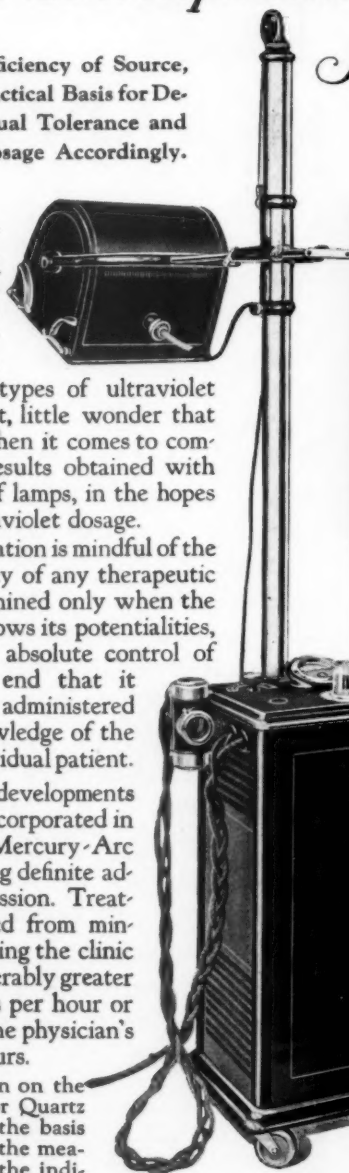 ficiency of Source,
ctical Basis for De-
ual Tolerance and
osage Accordingly.
types of ultraviolet
t, little wonder that
hen it comes to com-
esults obtained with
f lamps, in the hopes
aviolet dosage.
ation is mindful of the
y of any therapeutic
nined only when the
ows its potentialities,
absolute control of
end that it
administered
wledge of the
idual patient.
developments
corporated in
Mercury-Arc
g definite ad-
ssion. Treat-
ed from min-
ing the clinic
erably greater
s per hour or
ne physician's
urs.
n on the
r Quartz
the basis
the mea-
the indi-